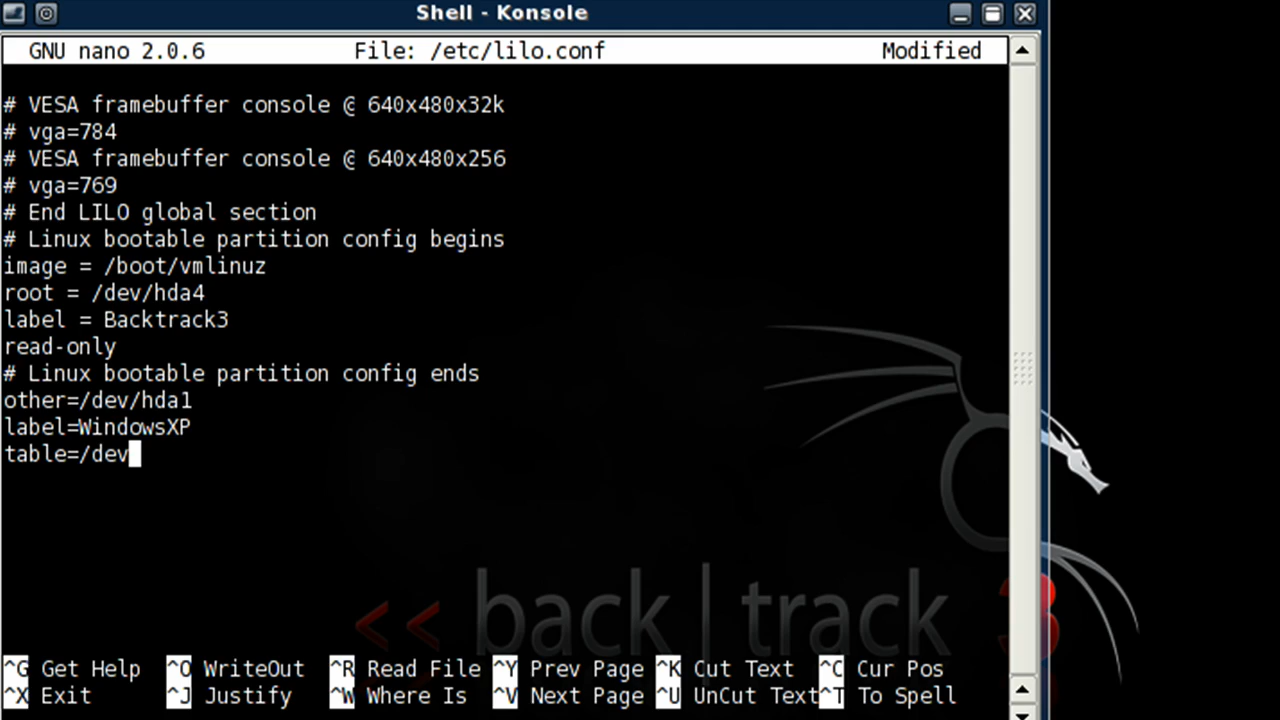 Shell - Konsole
GNU nano 2.0.6 File: /etc/lilo.conf Modified
# VESA framebuffer console @ 640x480x32k
# vga=784
# VESA framebuffer console @ 640x480x256
# vga=769
# End LILO global section
# Linux bootable partition config begins
image = /boot/vmlinuz
root = /dev/hda4
label = Backtrack3
read-only
# Linux bootable partition config ends
other=/dev/hda1
label=WindowsXP
table=/dev
<< back|track 3
^G Get Help ^O WriteOut ^R Read File ^Y Prev Page ^K Cut Text ^C Cur Pos
^X Exit ^J Justify ^W Where Is ^V Next Page ^U UnCut Text ^T To Spell